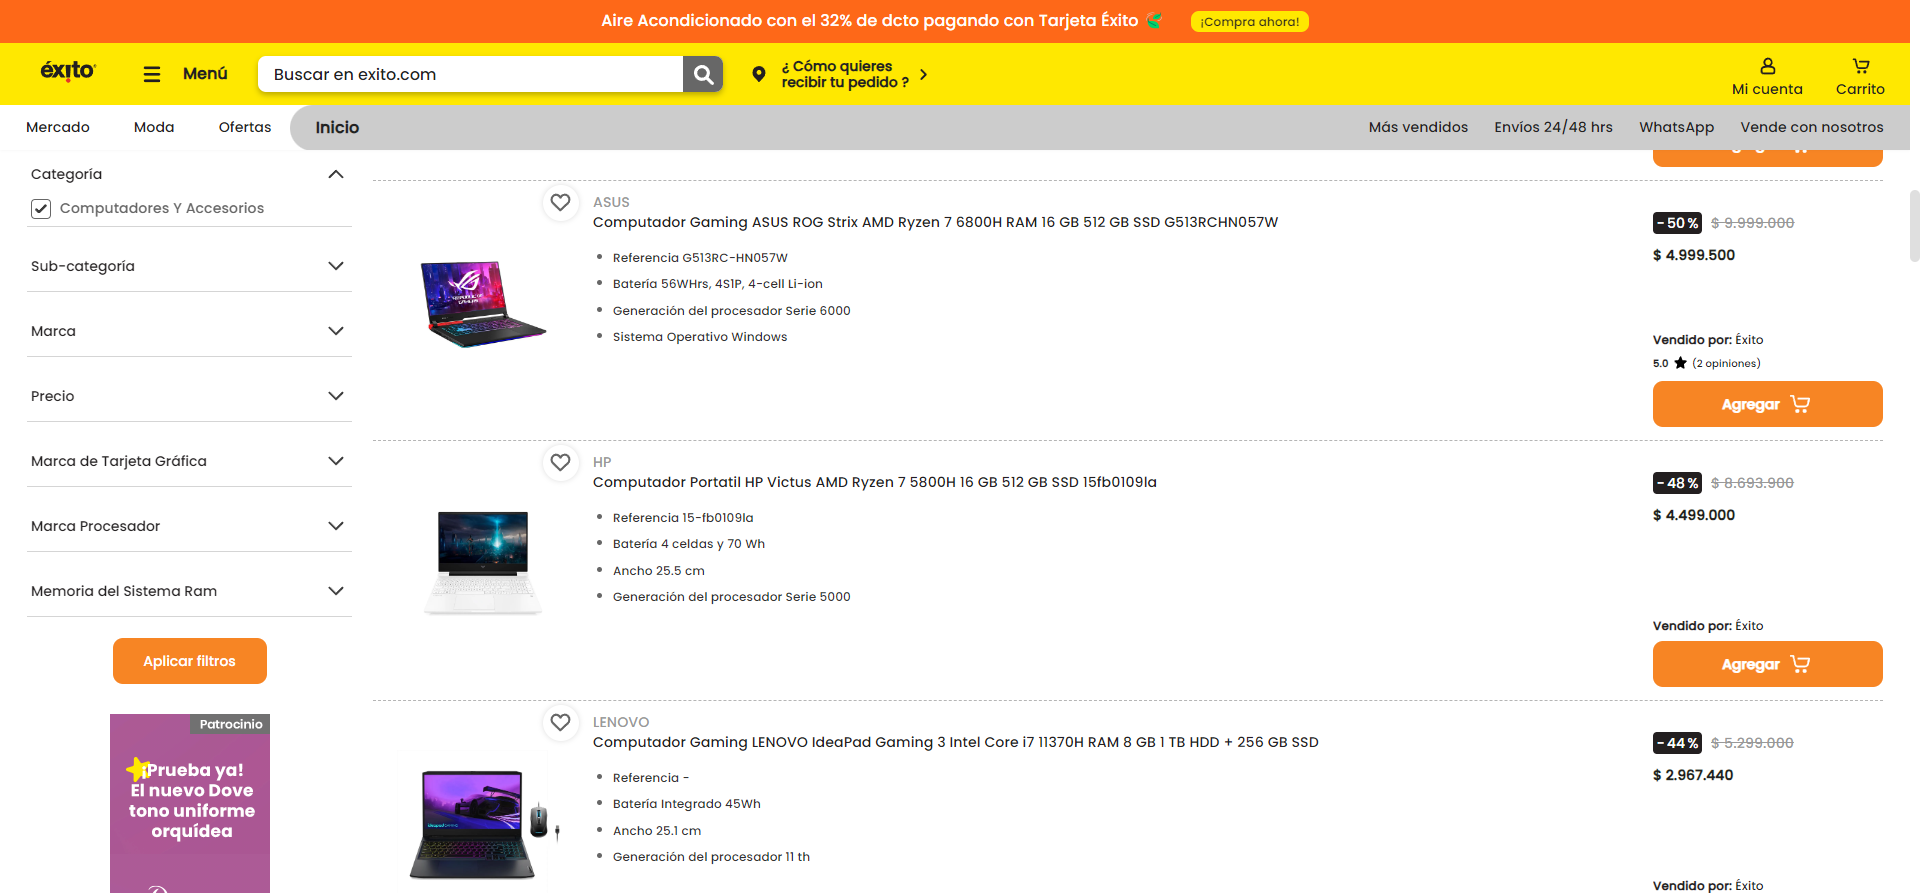 Aire Acondicionado con el 32% de dcto pagando con Tarjeta Éxito
¡Compra ahora!
éxito
Menú
Buscar en exito.com
¿ Cómo quieres
recibir tu pedido ?
Mi cuenta
Carrito
Mercado
Moda
Ofertas
Inicio
Más vendidos
Envíos 24/48 hrs
WhatsApp
Vende con nosotros
Categoría
Computadores Y Accesorios
Sub-categoría
Marca
Precio
Marca de Tarjeta Gráfica
Marca Procesador
Memoria del Sistema Ram
Aplicar filtros
Patrocinio
¡Prueba ya!
El nuevo Dove
tono uniforme
orquídea
ASUS
Computador Gaming ASUS ROG Strix AMD Ryzen 7 6800H RAM 16 GB 512 GB SSD G513RCHN057W
Referencia G513RC-HN057W
Batería 56WHrs, 4S1P, 4-cell Li-ion
Generación del procesador Serie 6000
Sistema Operativo Windows
-50% $ 9.999.000
$ 4.999.500
Vendido por: Éxito
5.0 (2 opiniones)
Agregar
HP
Computador Portatil HP Victus AMD Ryzen 7 5800H 16 GB 512 GB SSD 15fb0109la
Referencia 15-fb0109la
Batería 4 celdas y 70 Wh
Ancho 25.5 cm
Generación del procesador Serie 5000
-48% $ 8.693.900
$ 4.499.000
Vendido por: Éxito
Agregar
LENOVO
Computador Gaming LENOVO IdeaPad Gaming 3 Intel Core i7 11370H RAM 8 GB 1 TB HDD + 256 GB SSD
Referencia -
Batería Integrado 45Wh
Ancho 25.1 cm
Generación del procesador 11 th
-44% $ 5.299.000
$ 2.967.440
Vendido por: Éxito